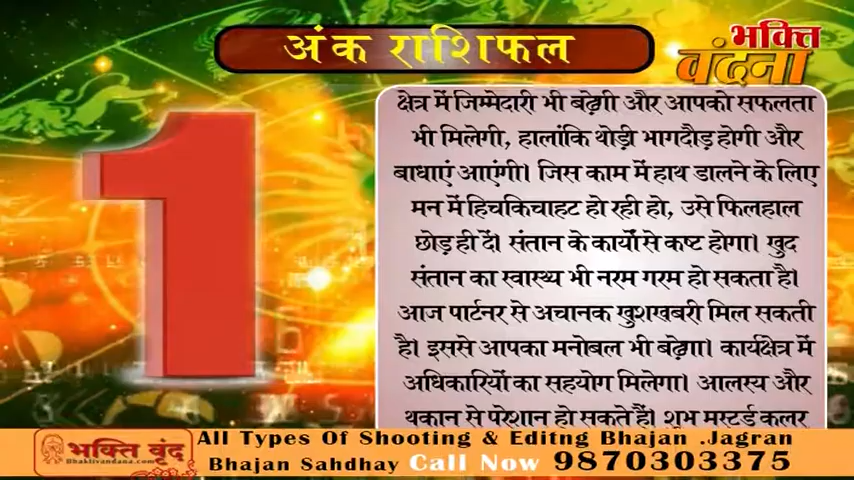 अंक राशिफल
भक्ति
वंदना
1
क्षेत्र में जिम्मेदारी भी बढ़ेगी और आपको सफलता
भी मिलेगी, हालांकि थोड़ी भागदौड़ होगी और
बाधाएं आएंगी। जिस काम में हाथ डालने के लिए
मन में हिचकिचाहट हो रही हो, उसे फिलहाल
छोड़ ही दें। संतान के कार्यों से कष्ट होगा। खुद
संतान का स्वास्थ्य भी नरम गरम हो सकता है।
आज पार्टनर से अचानक खुशखबरी मिल सकती
है। इससे आपका मनोबल भी बढ़ेगा। कार्यक्षेत्र में
अधिकारियों का सहयोग मिलेगा। आलस्य और
थकान से परेशान हो सकते हैं। शुभ मस्टर्ड कलर
भक्ति वृंद
Bhaktivandana.com
All Types Of Shooting & Editng Bhajan .Jagran
Bhajan Sahdhay Call Now 9870303375